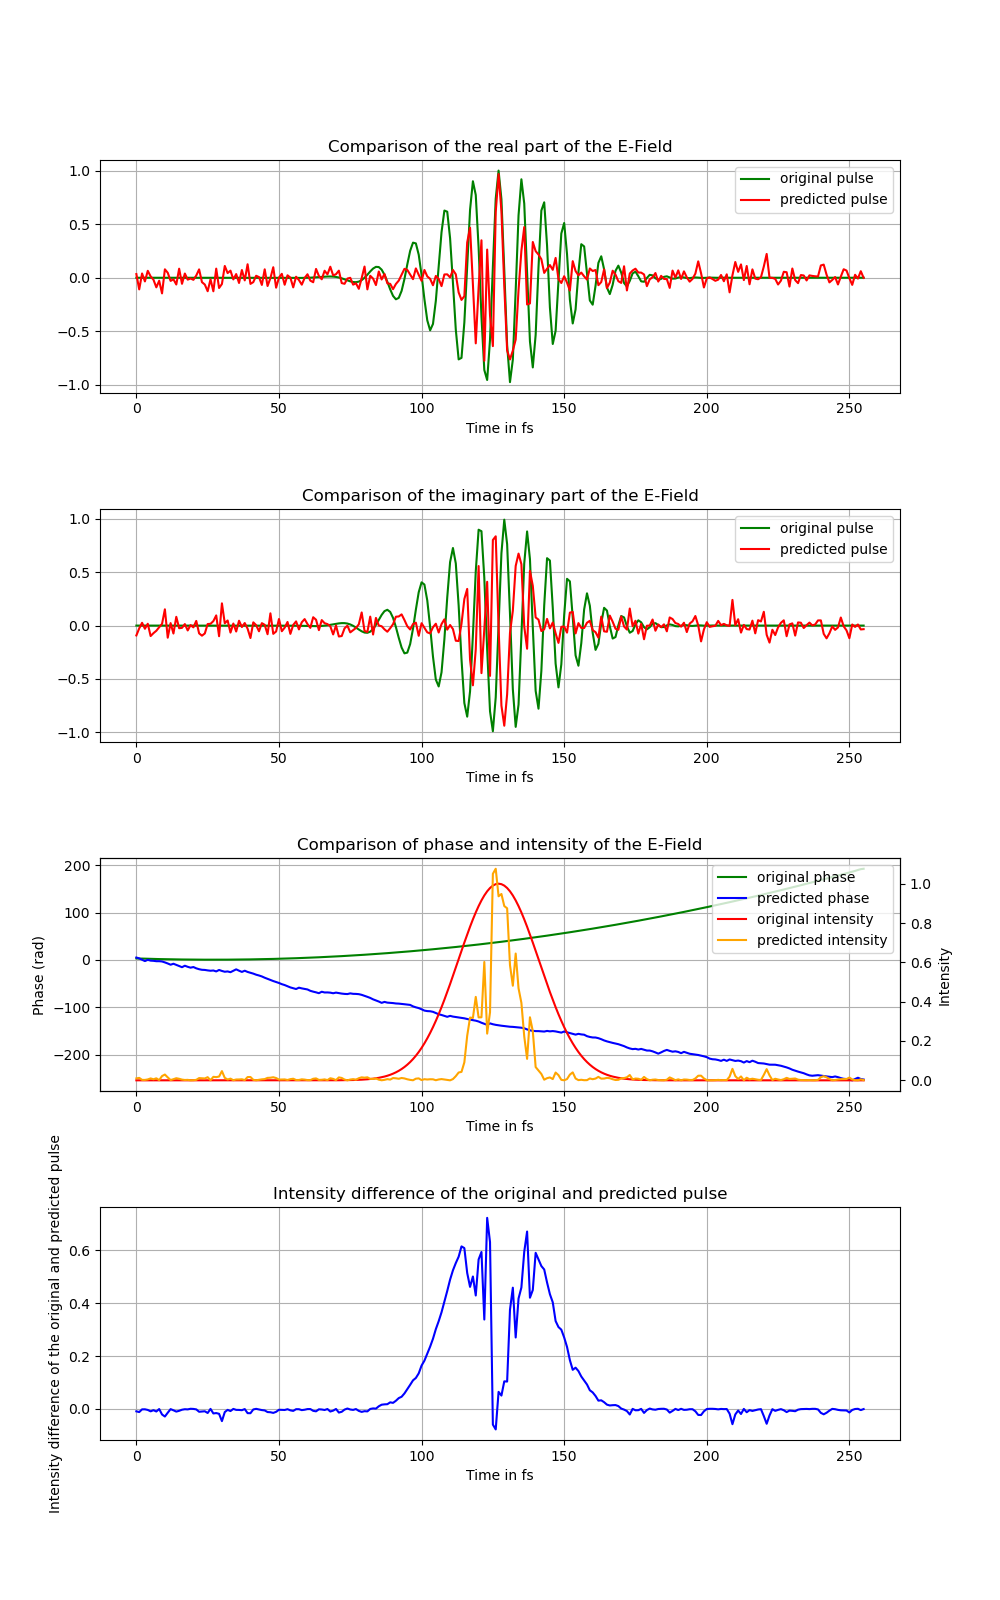 Comparison of the real part of the E-Field
original pulse
predicted pulse
1.0
0.5
0.0
−0.5
−1.0
0 50 100 150 200 250
Time in fs
Comparison of the imaginary part of the E-Field
original pulse
predicted pulse
1.0
0.5
0.0
−0.5
−1.0
0 50 100 150 200 250
Time in fs
Comparison of phase and intensity of the E-Field
original phase
predicted phase
original intensity
predicted intensity
Phase (rad)
200
100
0
−100
−200
1.0
0.8
0.6
0.4
0.2
0.0
Intensity
0 50 100 150 200 250
Time in fs
Intensity difference of the original and predicted pulse
Intensity difference of the original and predicted pulse
0.6
0.4
0.2
0.0
0 50 100 150 200 250
Time in fs